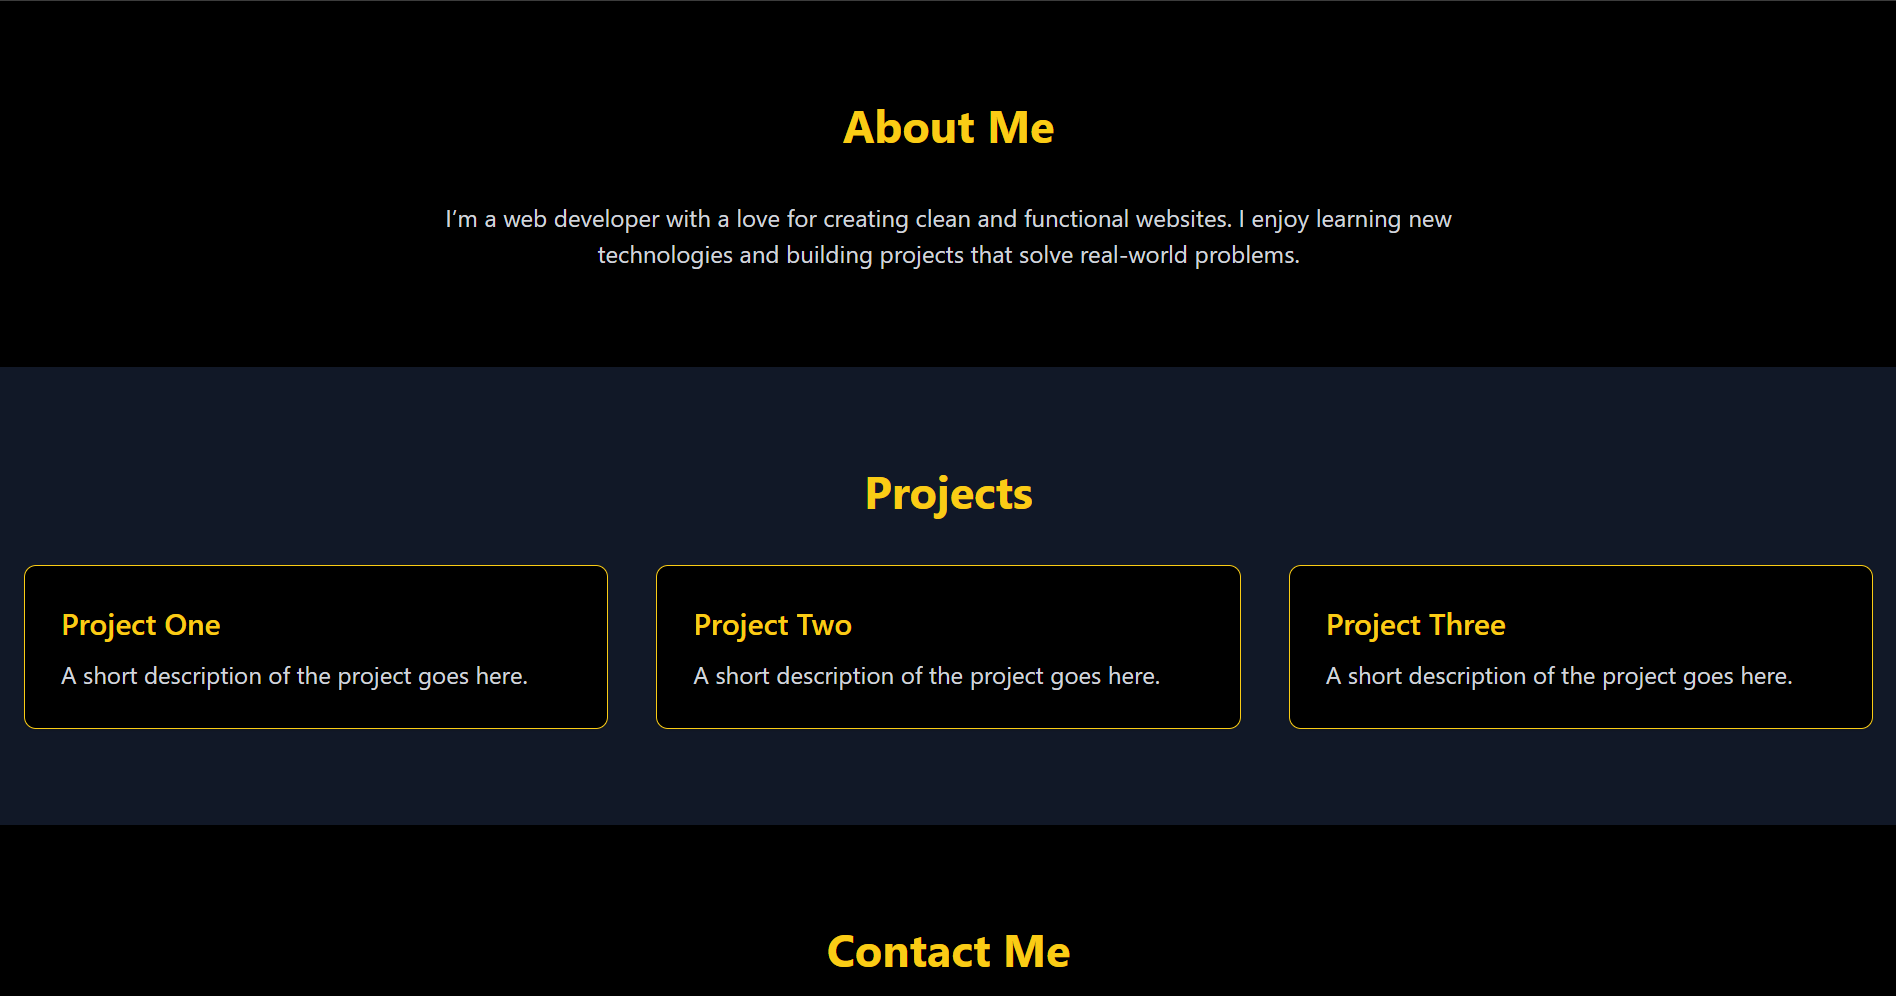 About Me
I’m a web developer with a love for creating clean and functional websites. I enjoy learning new
technologies and building projects that solve real-world problems.
Projects
Project One
A short description of the project goes here.
Project Two
A short description of the project goes here.
Project Three
A short description of the project goes here.
Contact Me